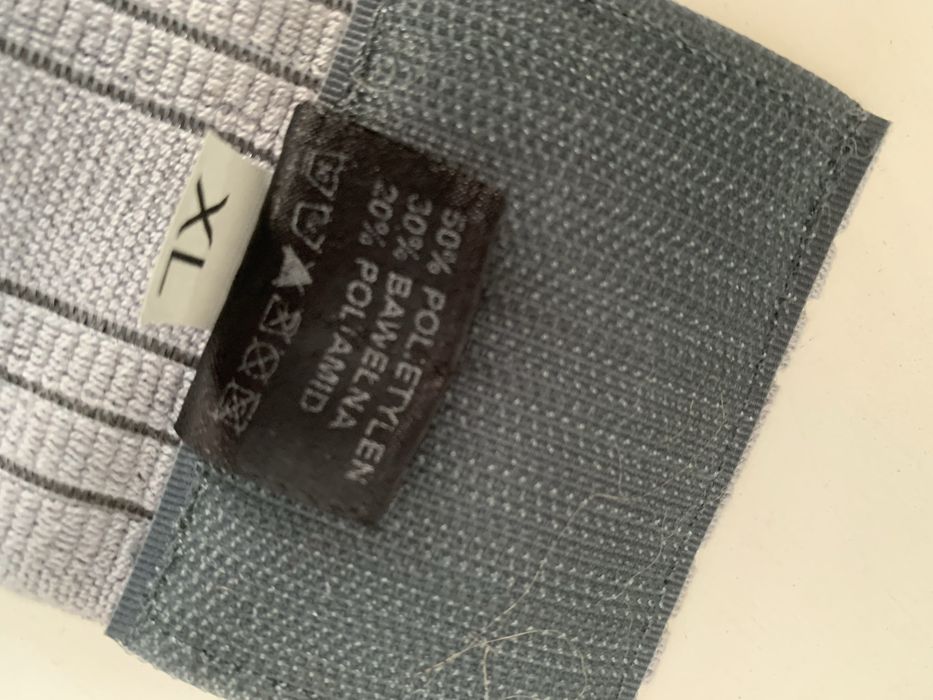 XL
50% POLIETYLEN
30% BAWEŁNA
20% POLIAMID